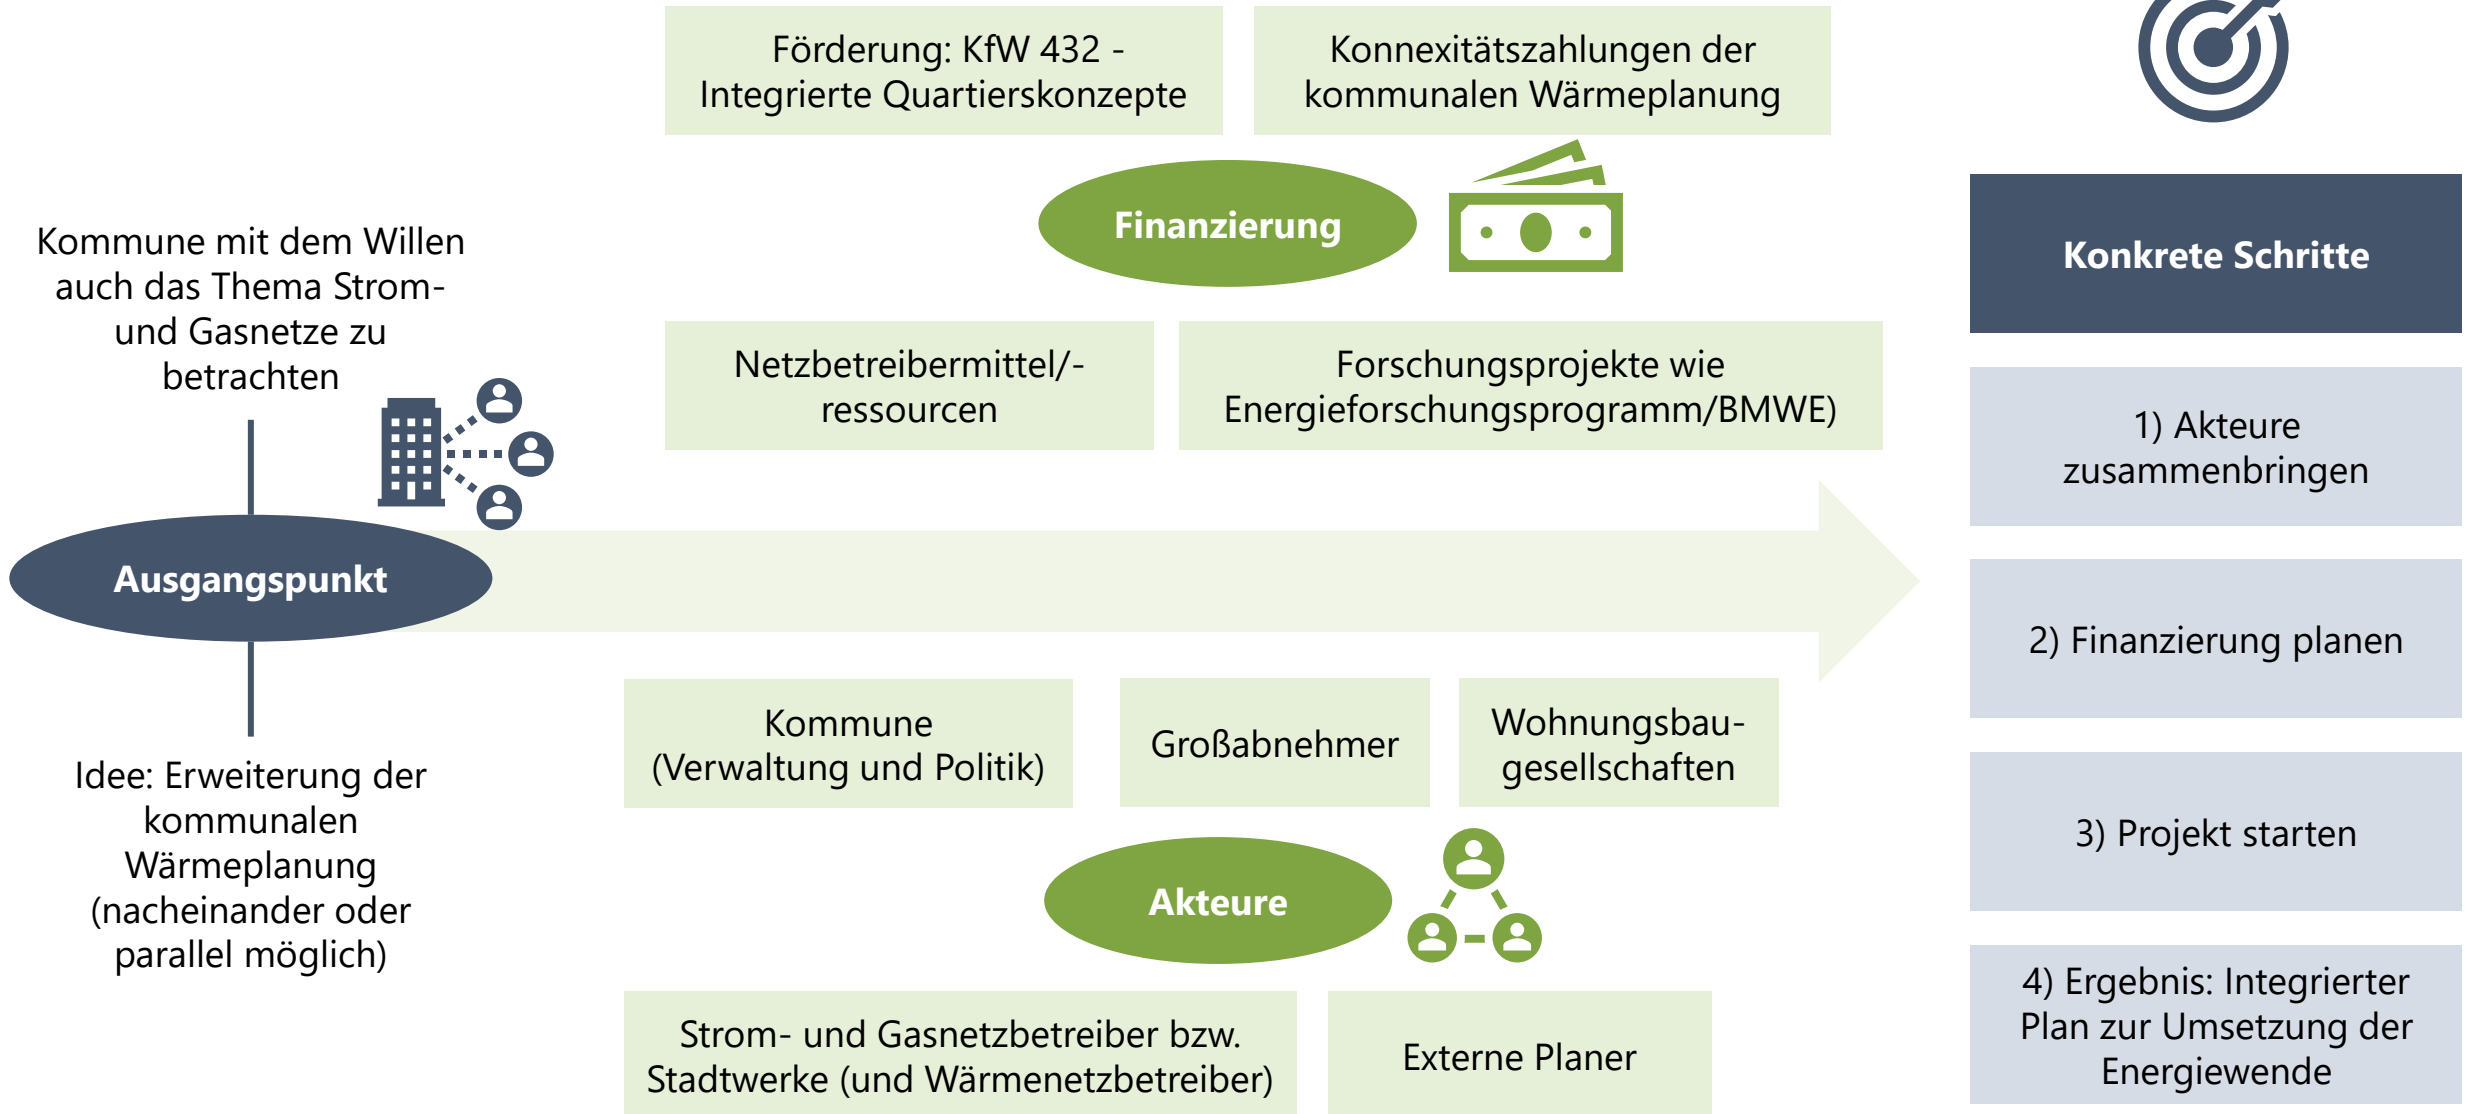 Förderung: KfW 432 -
Integrierte Quartierskonzepte
Konnexitätszahlungen der
kommunalen Wärmeplanung
Finanzierung
Netzbetreibermittel/-
ressourcen
Forschungsprojekte wie
Energieforschungsprogramm/BMWE)
Kommune mit dem Willen
auch das Thema Strom-
und Gasnetze zu
betrachten
Ausgangspunkt
Idee: Erweiterung der
kommunalen
Wärmeplanung
(nacheinander oder
parallel möglich)
Kommune
(Verwaltung und Politik)
Großabnehmer
Wohnungsbau-
gesellschaften
Akteure
Strom- und Gasnetzbetreiber bzw.
Stadtwerke (und Wärmenetzbetreiber)
Externe Planer
Konkrete Schritte
1) Akteure
zusammenbringen
2) Finanzierung planen
3) Projekt starten
4) Ergebnis: Integrierter
Plan zur Umsetzung der
Energiewende